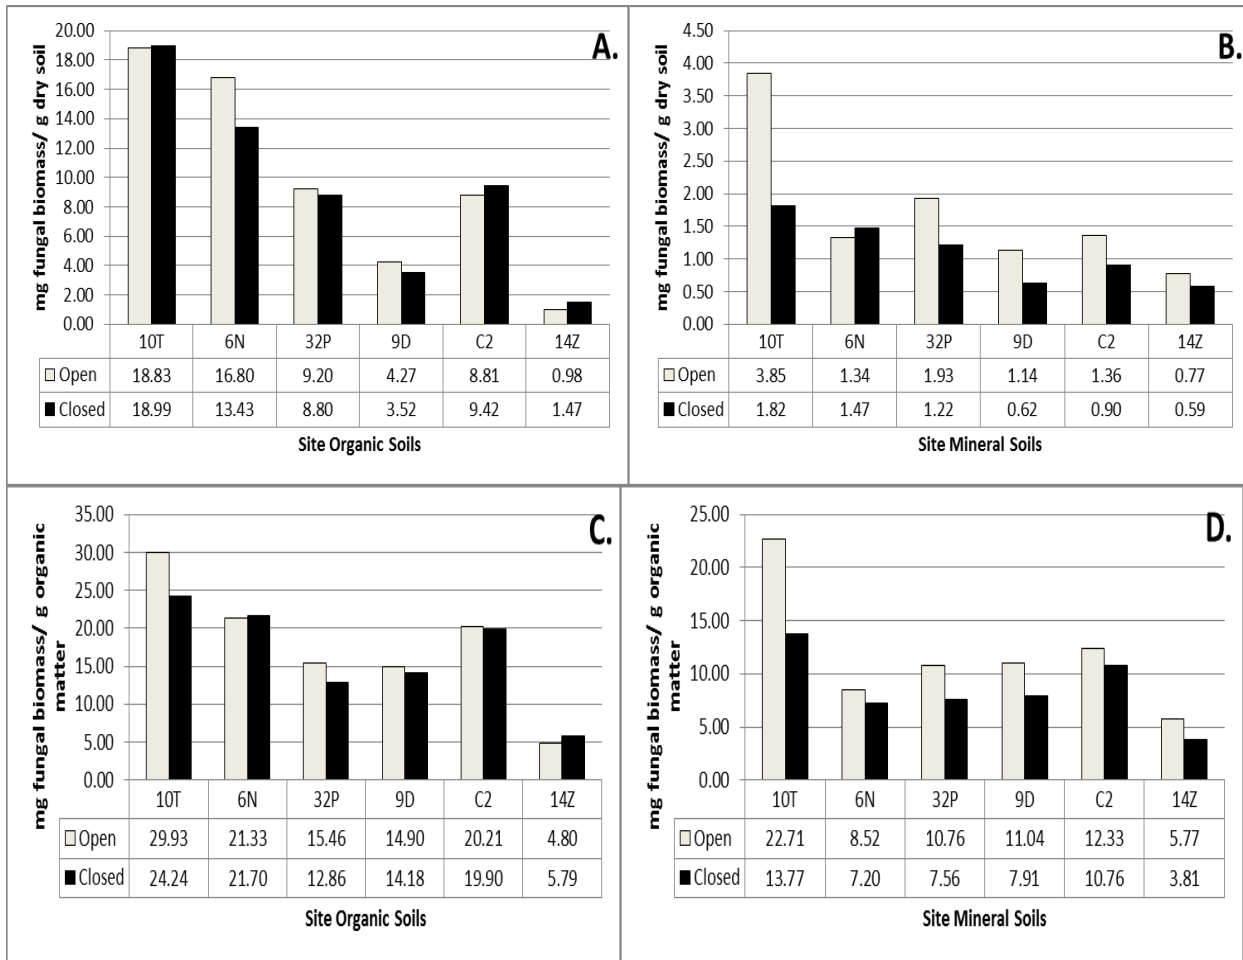 A.
mg fungal biomass/ g dry soil
20.00
18.00
16.00
14.00
12.00
10.00
8.00
6.00
4.00
2.00
0.00
10T 6N 32P 9D C2 14Z
Open 18.83 16.80 9.20 4.27 8.81 0.98
Closed 18.99 13.43 8.80 3.52 9.42 1.47
Site Organic Soils
B.
mg fungal biomass/ g dry soil
4.50
4.00
3.50
3.00
2.50
2.00
1.50
1.00
0.50
0.00
10T 6N 32P 9D C2 14Z
Open 3.85 1.34 1.93 1.14 1.36 0.77
Closed 1.82 1.47 1.22 0.62 0.90 0.59
Site Mineral Soils
C.
mg fungal biomass/ g organic
matter
35.00
30.00
25.00
20.00
15.00
10.00
5.00
0.00
10T 6N 32P 9D C2 14Z
Open 29.93 21.33 15.46 14.90 20.21 4.80
Closed 24.24 21.70 12.86 14.18 19.90 5.79
Site Organic Soils
D.
mg fungal biomass/ g organic
matter
25.00
20.00
15.00
10.00
5.00
0.00
10T 6N 32P 9D C2 14Z
Open 22.71 8.52 10.76 11.04 12.33 5.77
Closed 13.77 7.20 7.56 7.91 10.76 3.81
Site Mineral Soils